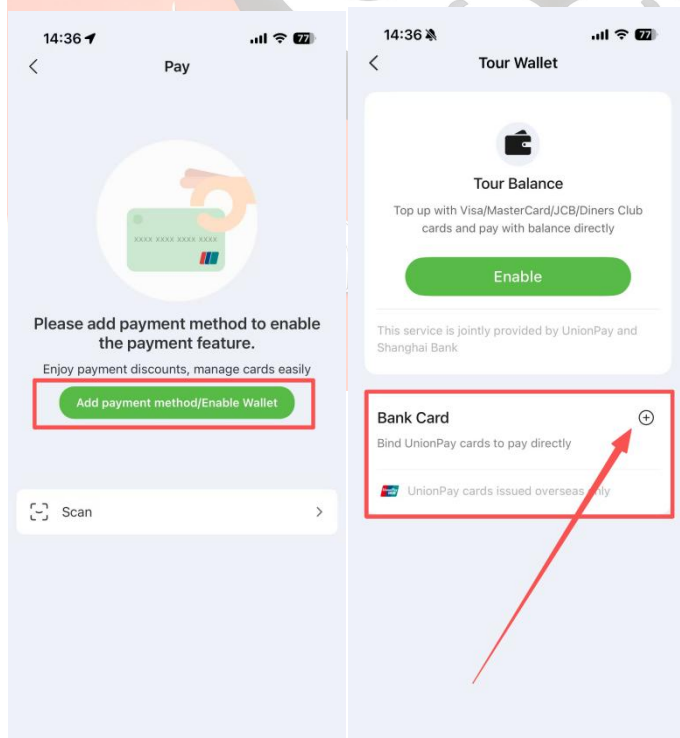 14:36
77
Pay
XXXX XXXX XXXX XXXX
Please add payment method to enable
the payment feature.
Enjoy payment discounts, manage cards easily
Add payment method/Enable Wallet
Scan
14:36
77
Tour Wallet
Tour Balance
Top up with Visa/MasterCard/JCB/Diners Club
cards and pay with balance directly
Enable
This service is jointly provided by UnionPay and
Shanghai Bank
Bank Card
Bind UnionPay cards to pay directly
UnionPay cards issued overseas only